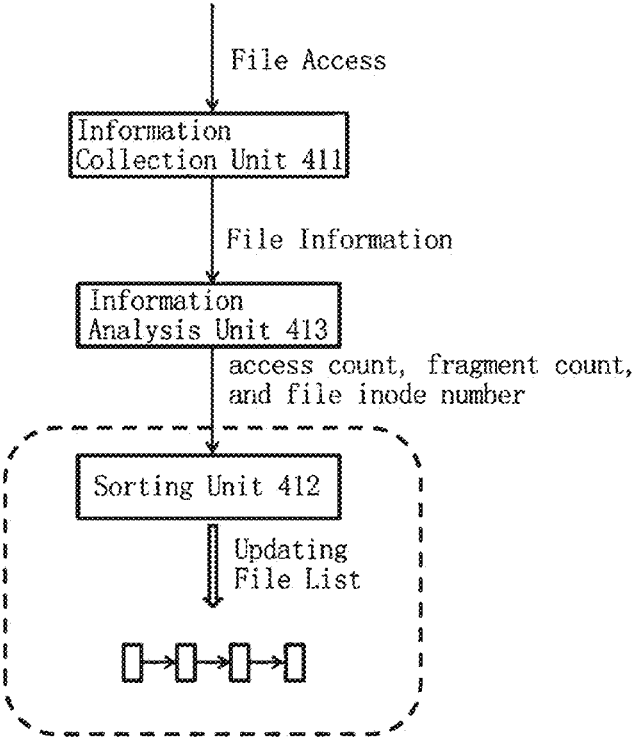 File Access
Information
Collection Unit 411
File Information
Information
Analysis Unit 413
access count, fragment count,
and file inode number
Sorting Unit 412
Updating
File List